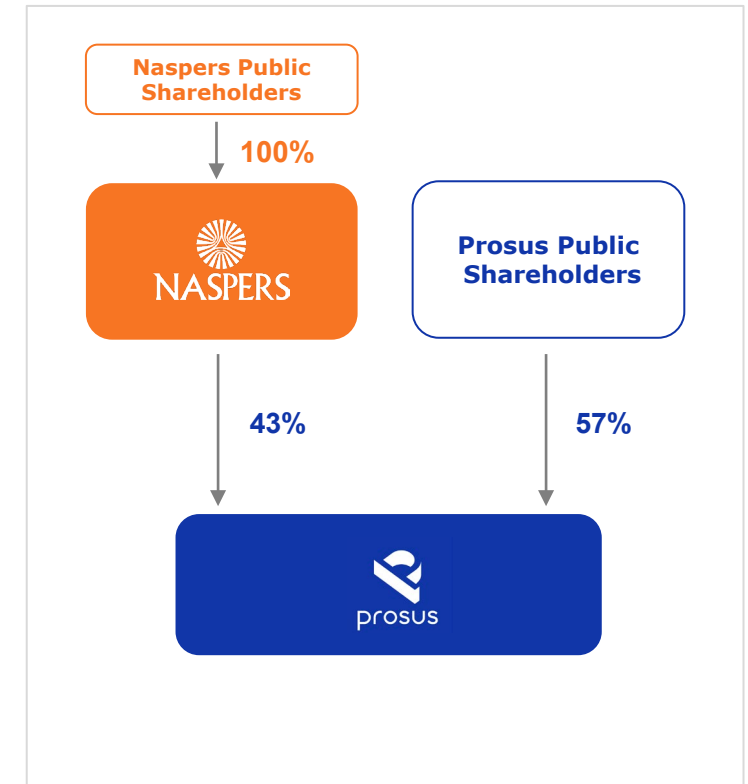 Naspers Public
Shareholders
100%
NASPERS
Prosus Public
Shareholders
43%
57%
prosus